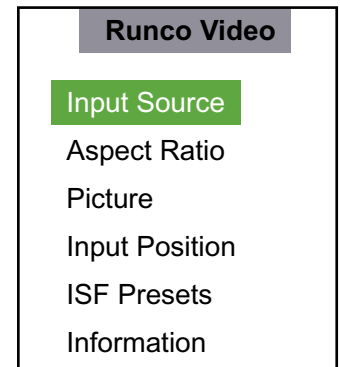 Runco Video
Input Source
Aspect Ratio
Picture
Input Position
ISF Presets
Information